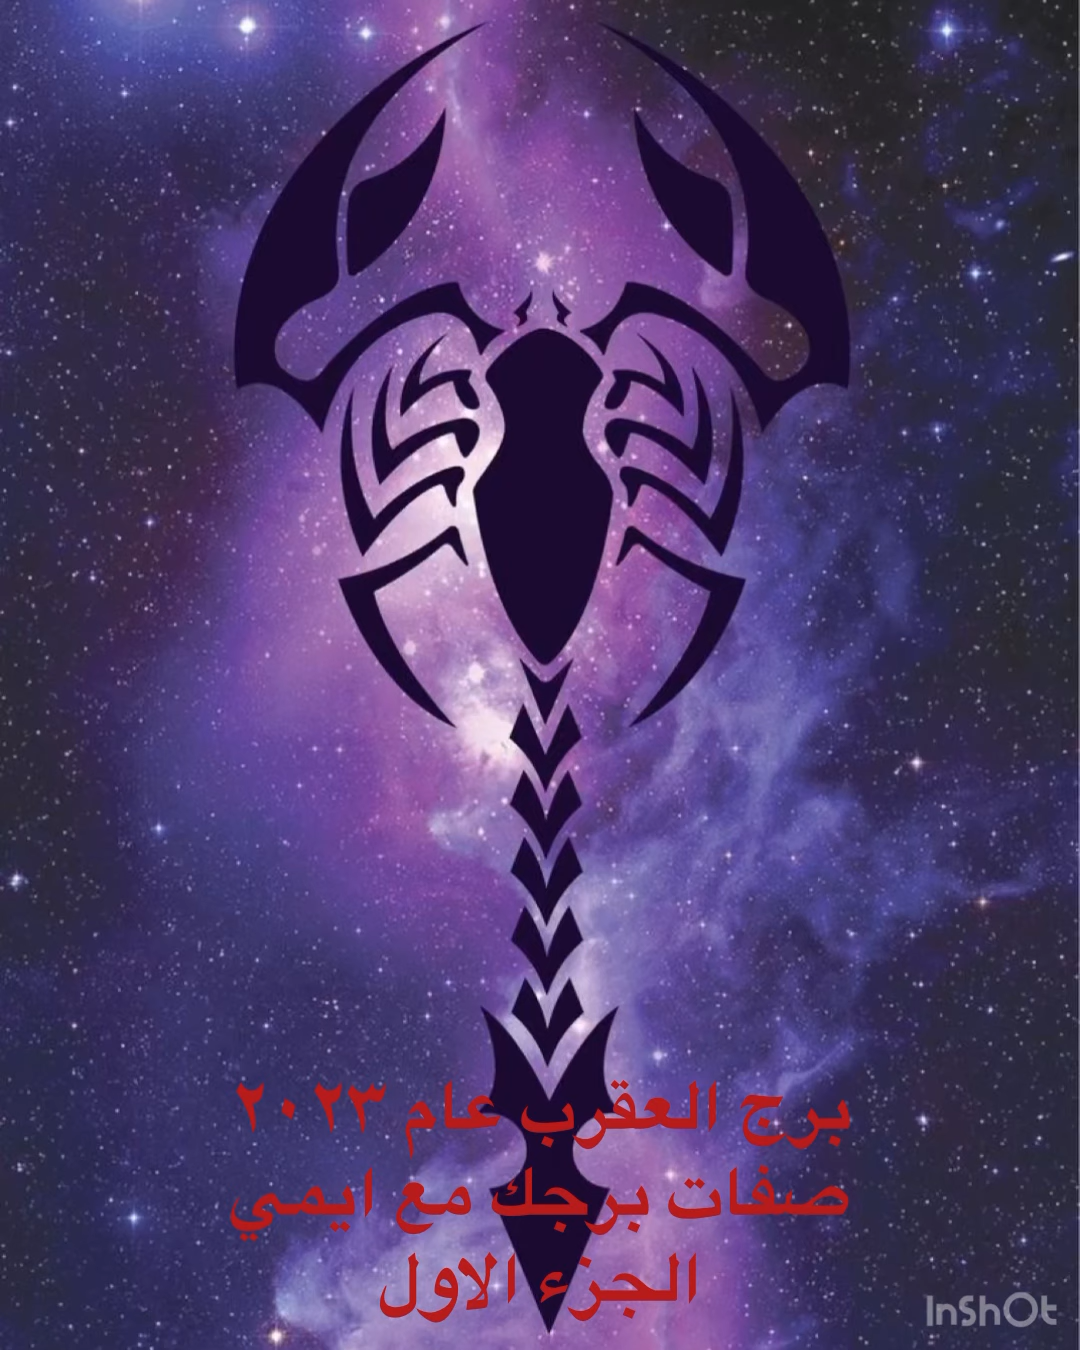 برج العقرب عام ٢٠٢٣
صفات برجك مع ايمي
الجزء الاول
InShOt